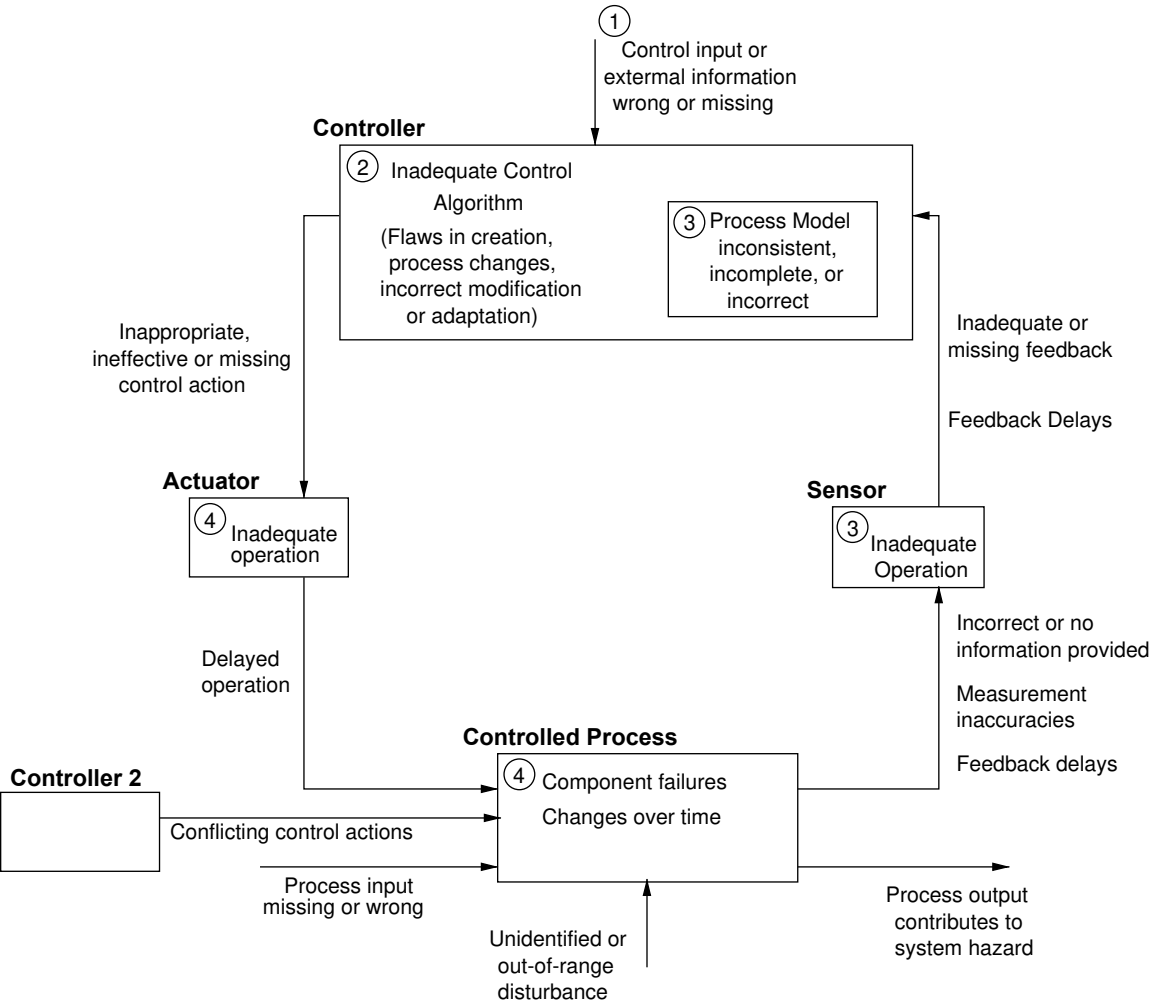 1
Control input or
extermal information
wrong or missing
Controller
2 Inadequate Control
Algorithm
(Flaws in creation,
process changes,
incorrect modification
or adaptation)
3 Process Model
inconsistent,
incomplete, or
incorrect
Inappropriate,
ineffective or missing
control action
Inadequate or
missing feedback
Feedback Delays
Actuator
4 Inadequate
operation
Sensor
3 Inadequate
Operation
Delayed
operation
Incorrect or no
information provided
Measurement
inaccuracies
Feedback delays
Controlled Process
4 Component failures
Changes over time
Controller 2
Conflicting control actions
Process input
missing or wrong
Unidentified or
out-of-range
disturbance
Process output
contributes to
system hazard